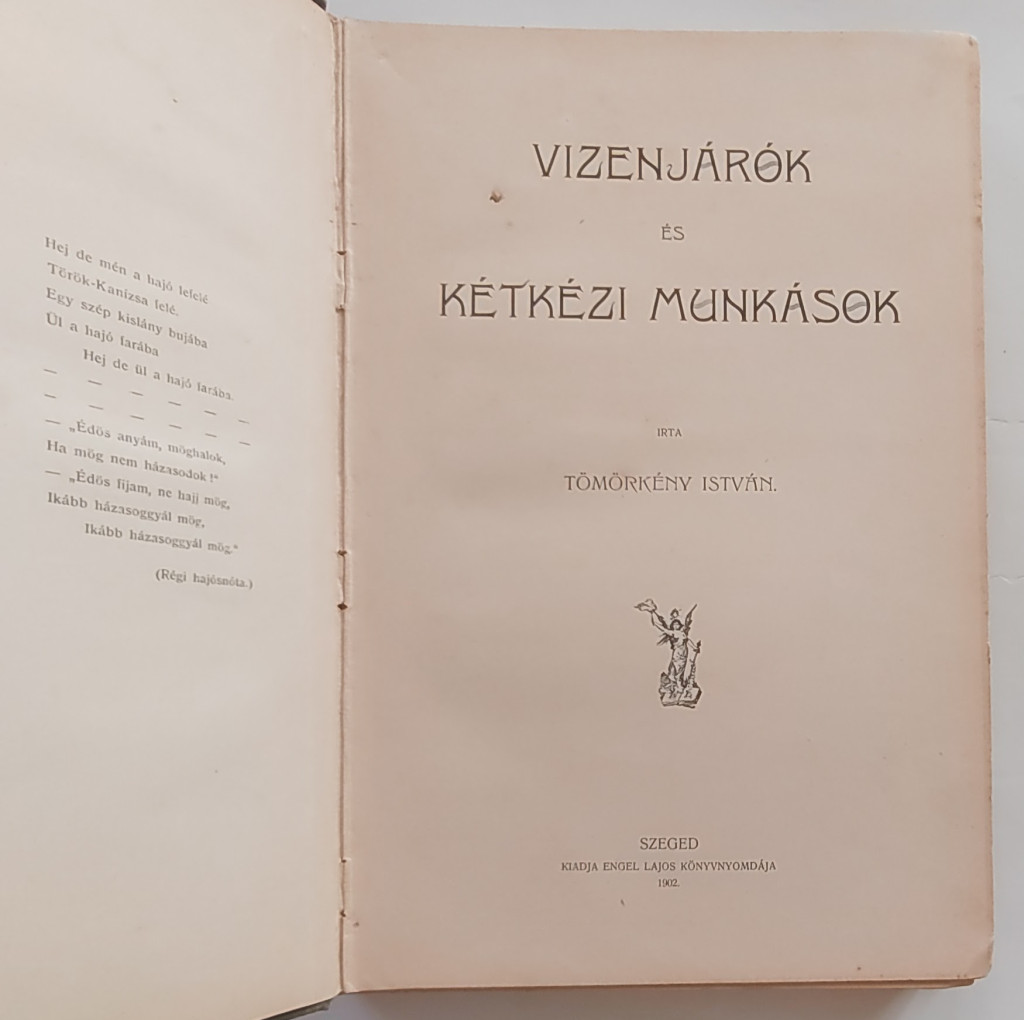 Hej de mén a hajó lefelé
Török-Kanizsa felé.
Egy szép kislány bujába
Ül a hajó farába
Hej de ül a hajó farába.
— — — — — —
— — — — — —
— „Édös anyám, möghalok,
Ha mög nem házasodok!"
— „Édös fijam, ne hajj mög,
Ikább házasoggyál mög,
Ikább házasoggyál mög."
(Régi hajósnóta.)
VIZENJÁRÓK
ÉS
KÉTKÉZI MUNKÁSOK
IRTA
TÖMÖRKÉNY ISTVÁN.
SZEGED
KIADJA ENGEL LAJOS KÖNYVNYOMDÁJA
1902.